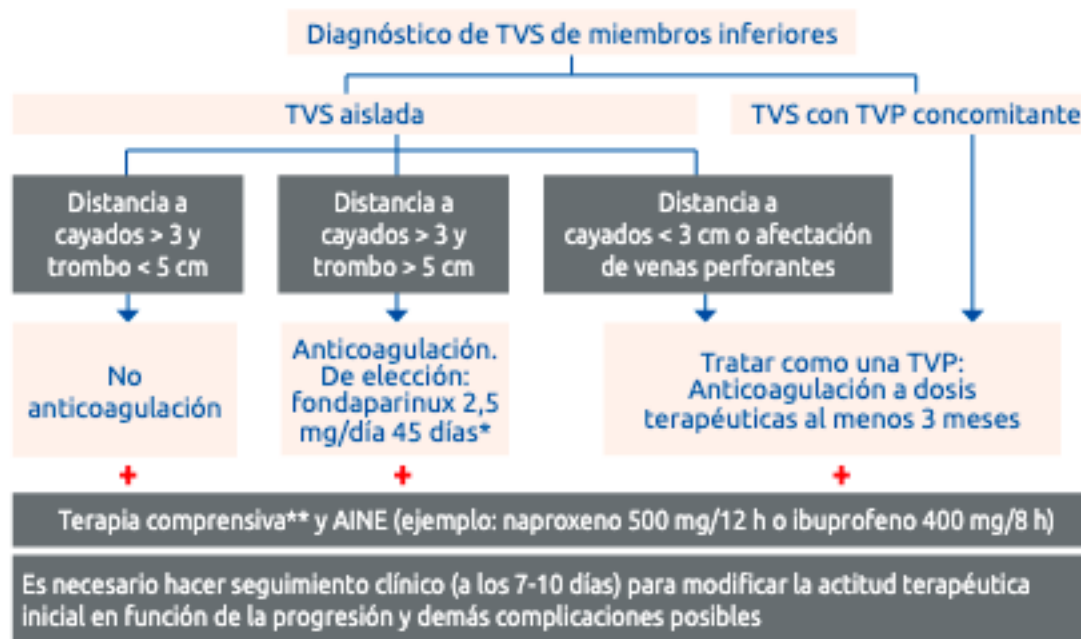 Diagnóstico de TVS de miembros inferiores
TVS aislada
TVS con TVP concomitante
Distancia a
cayados > 3 y
trombo < 5 cm
Distancia a
cayados > 3 y
trombo > 5 cm
Distancia a
cayados < 3 cm o afectación
de venas perforantes
No
anticoagulación
Anticoagulación.
De elección:
fondaparinux 2,5
mg/día 45 días*
Tratar como una TVP:
Anticoagulación a dosis
terapéuticas al menos 3 meses
+
+
+
Terapia comprensiva** y AINE (ejemplo: naproxeno 500 mg/12 h o ibuprofeno 400 mg/8 h)
Es necesario hacer seguimiento clínico (a los 7-10 días) para modificar la actitud terapéutica
inicial en función de la progresión y demás complicaciones posibles